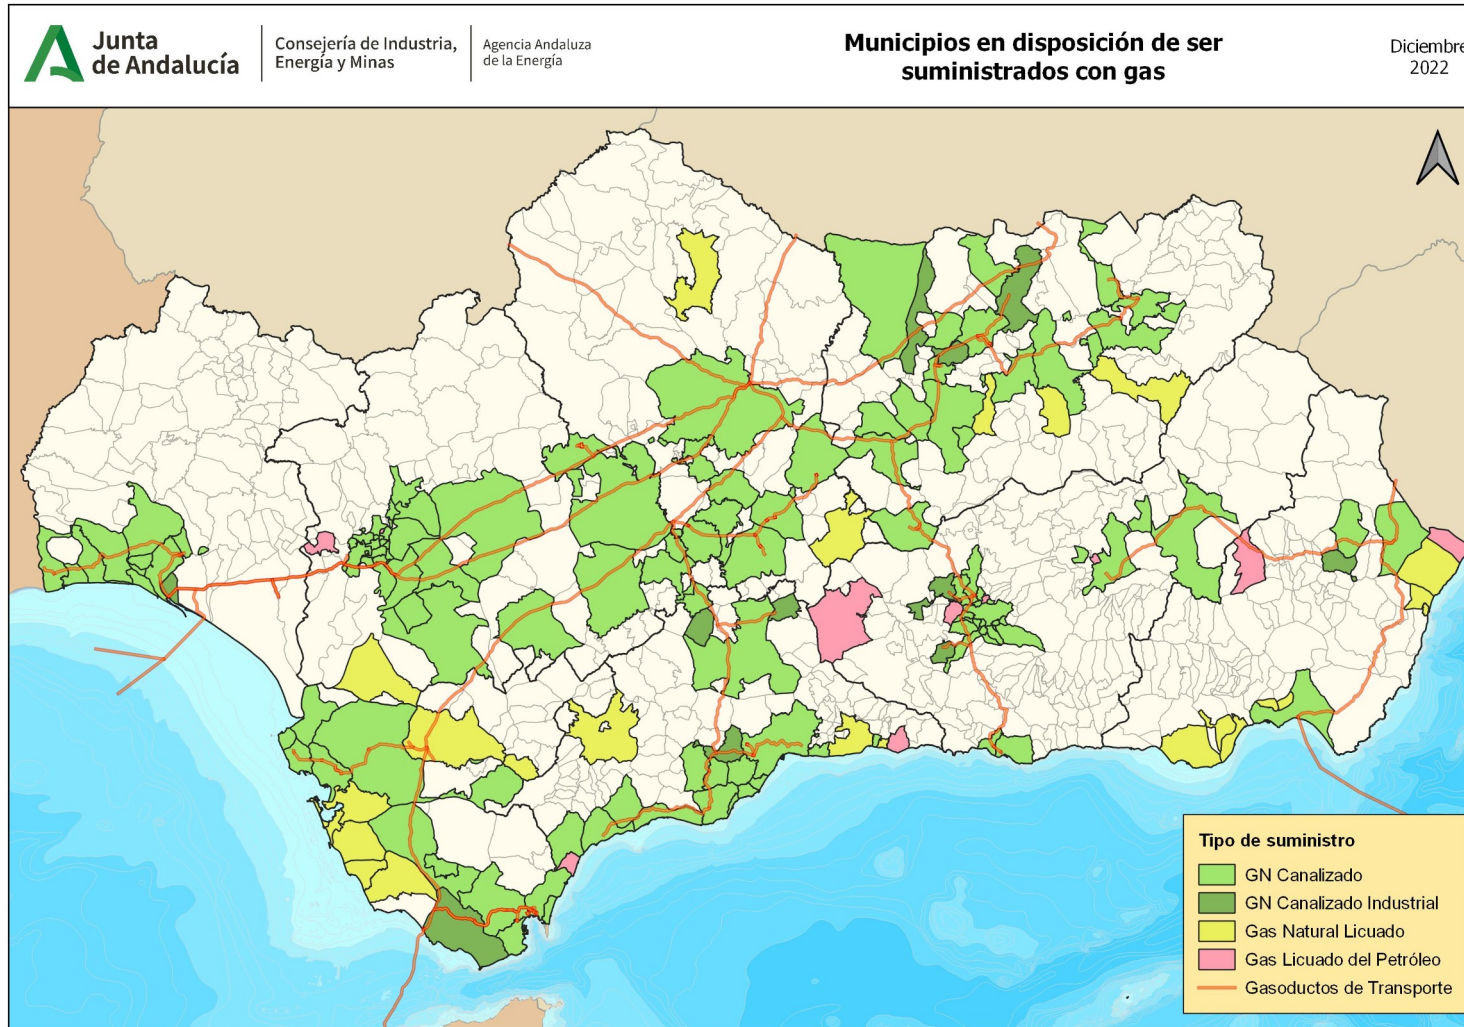 Junta
de Andalucía
Consejería de Industria,
Energía y Minas
Agencia Andaluza
de la Energía
Municipios en disposición de ser
suministrados con gas
Diciembre
2022
Tipo de suministro
GN Canalizado
GN Canalizado Industrial
Gas Natural Licuado
Gas Licuado del Petróleo
Gasoductos de Transporte